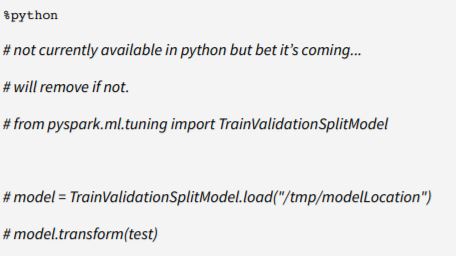 %python
# not currently available in python but bet it’s coming...
# will remove if not.
# from pyspark.ml.tuning import TrainValidationSplitModel
# model = TrainValidationSplitModel.load("/tmp/modelLocation")
# model.transform(test)